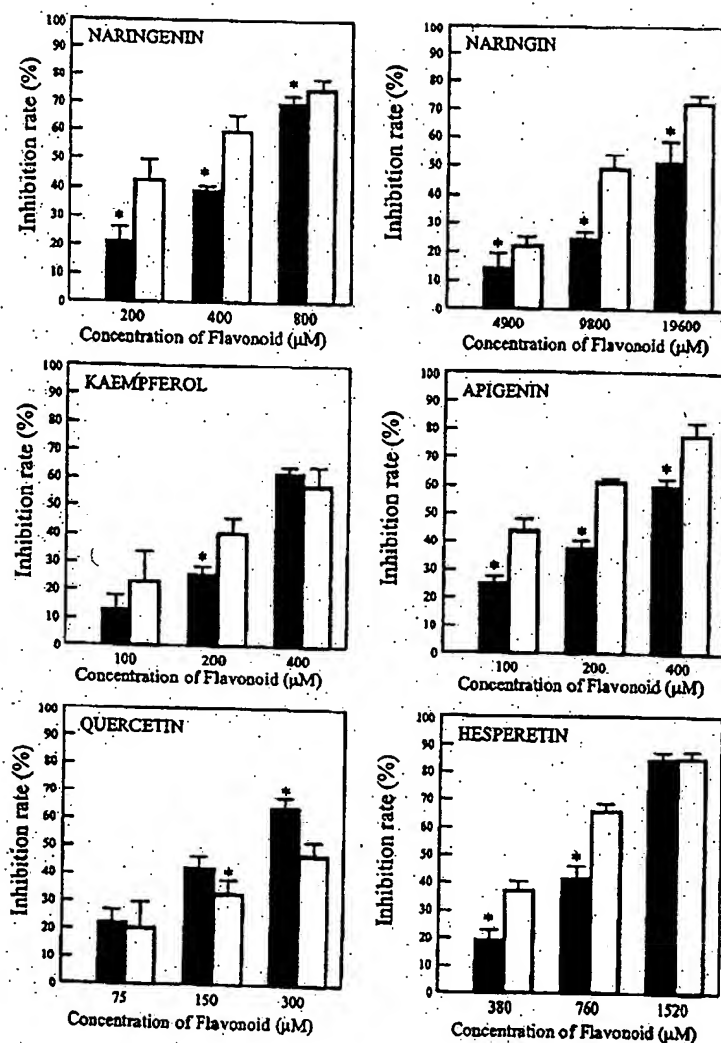 NARINGENIN
Inhibition rate (%)
100
90
80
70
60
50
40
30
20
10
0
* * *
200 400 800
Concentration of Flavonoid (µM)
NARINGIN
Inhibition rate (%)
100
90
80
70
60
50
40
30
20
10
0
* * *
4900 9800 19600
Concentration of Flavonoid (µM)
KAEMPFEROL
Inhibition rate (%)
100
90
80
70
60
50
40
30
20
10
0
*
100 200 400
Concentration of Flavonoid (µM)
APIGENIN
Inhibition rate (%)
100
90
80
70
60
50
40
30
20
10
0
* * *
100 200 400
Concentration of Flavonoid (µM)
QUERCETIN
Inhibition rate (%)
100
90
80
70
60
50
40
30
20
10
0
* *
75 150 300
Concentration of Flavonoid (µM)
HESPERETIN
Inhibition rate (%)
100
90
80
70
60
50
40
30
20
10
0
* *
380 760 1520
Concentration of Flavonoid (µM)